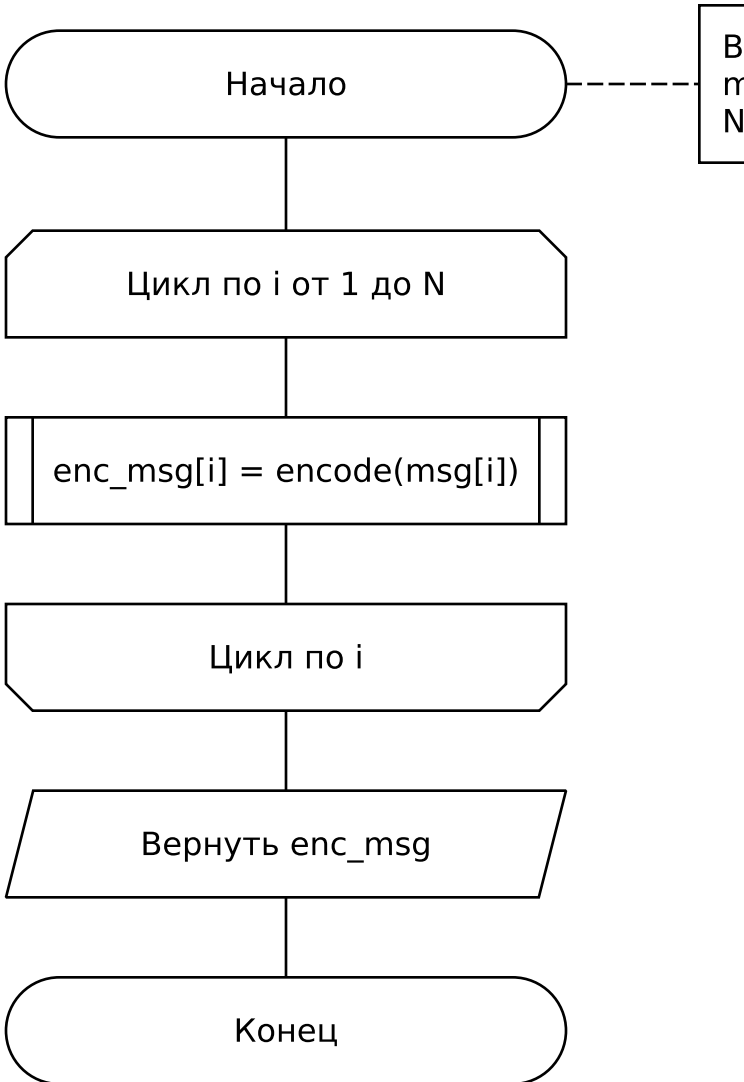 Начало
Цикл по i от 1 до N
enc_msg[i] = encode(msg[i])
Цикл по i
Вернуть enc_msg
Конец